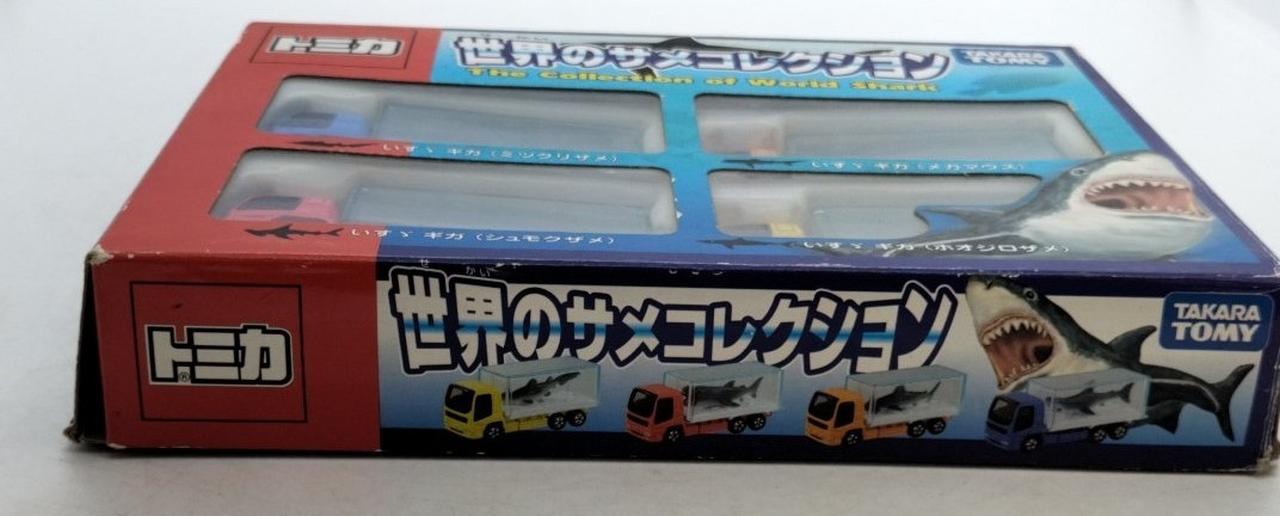 トミカ
世界のサメコレクション
TAKARA TOMY
The Collection of World Shark
いすゞ ギガ (ミツクリザメ)
いすゞ ギガ (メガマウス)
いすゞ ギガ (シュモクザメ)
いすゞ ギガ (ホオジロザメ)
せ かい
トミカ®
世界のサメコレクション
TAKARA
TOMY